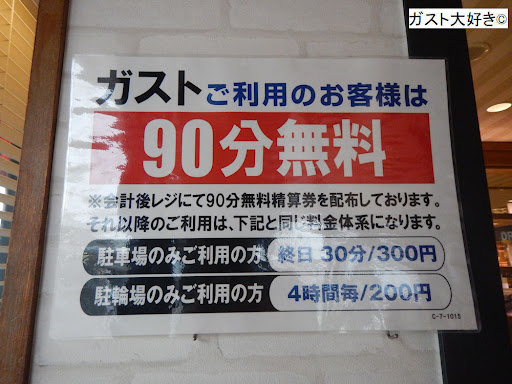 ガスト大好き©
ガストご利用のお客様は
90分無料
※会計後レジにて90分無料精算券を配布しております。
それ以降のご利用は、下記と同じ料金体系になります。
駐車場のみご利用の方 終日 30分/300円
駐輪場のみご利用の方 4時間毎/200円
C-7-1015